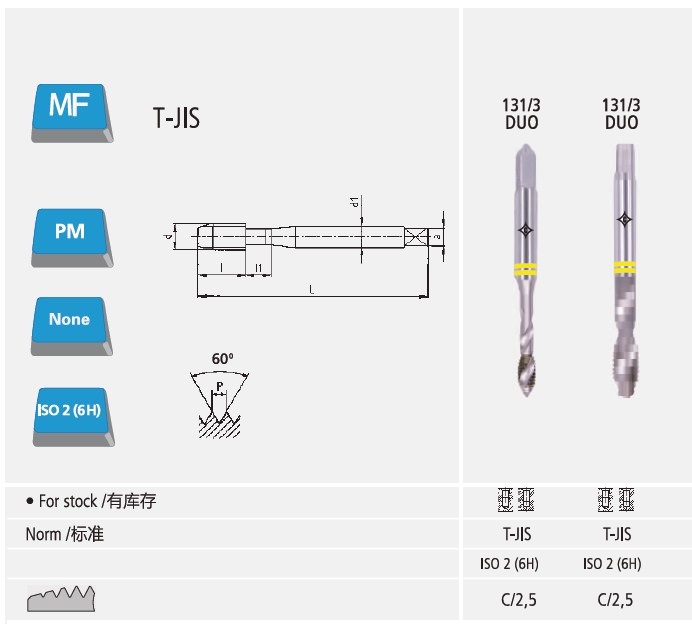 MF
T-JIS
131/3
DUO
131/3
DUO
PM
d
d1
a
l
l1
L
None
60°
P
ISO 2 (6H)
• For stock /有库存
Norm /标准
T-JIS
T-JIS
ISO 2 (6H)
ISO 2 (6H)
C/2,5
C/2,5